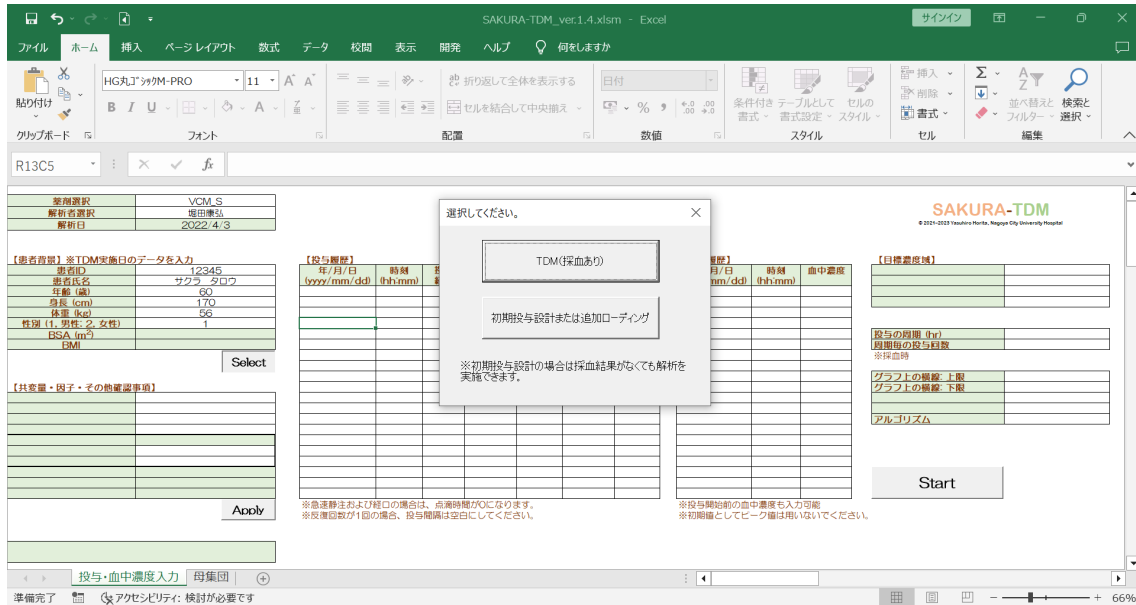 SAKURA-TDM_ver.1.4.xlsm - Excel
サインイン
ファイル ホーム 挿入 ページ レイアウト 数式 データ 校閲 表示 開発 ヘルプ 何をしますか
貼り付け
HG丸ｺﾞｼｯｸM-PRO 11 A A
B I U A
ab 折り返して全体を表示する
セルを結合して中央揃え
日付
% 9 .0 .00
条件付き 書式
テーブルとして 書式設定
セルの スタイル
挿入
削除
書式
Σ
並べ替えと フィルター
検索と 選択
クリップボード フォント 配置 数値 スタイル セル 編集
R13C5 fx
薬剤選択 VCM_S
解析者選択 堀田康弘
解析日 2022/4/3
SAKURA-TDM
© 2021-2023 Yasuhiro Horita, Nagoya City University Hospital
【患者背景】※TDM実施日のデータを入力
患者ID 12345
患者氏名 サクラ タロウ
年齢 (歳) 60
身長 (cm) 170
体重 (kg) 56
性別 (1, 男性; 2, 女性) 1
BSA (m²)
BMI
Select
【共変量・因子・その他確認事項】
Apply
【投与履歴】
年/月/日 時刻
(yyyy/mm/dd) (hh:mm)
選択してください。
TDM(採血あり)
初期投与設計または追加ローディング
※初期投与設計の場合は採血結果がなくても解析を
実施できます。
歴】
月/日 時刻 血中濃度
mm/dd) (hh:mm)
※急速静注および経口の場合は、点滴時間が0になります。
※反復回数が1回の場合、投与間隔は空白にしてください。
※投与開始前の血中濃度も入力可能
※初期値としてピーク値は用いないでください。
【目標濃度域】
投与の周期 (hr)
周期毎の投与回数
※採血時
グラフ上の横線: 上限
グラフ上の横線: 下限
アルゴリズム
Start
投与・血中濃度入力 母集団
準備完了 アクセシビリティ: 検討が必要です 66%